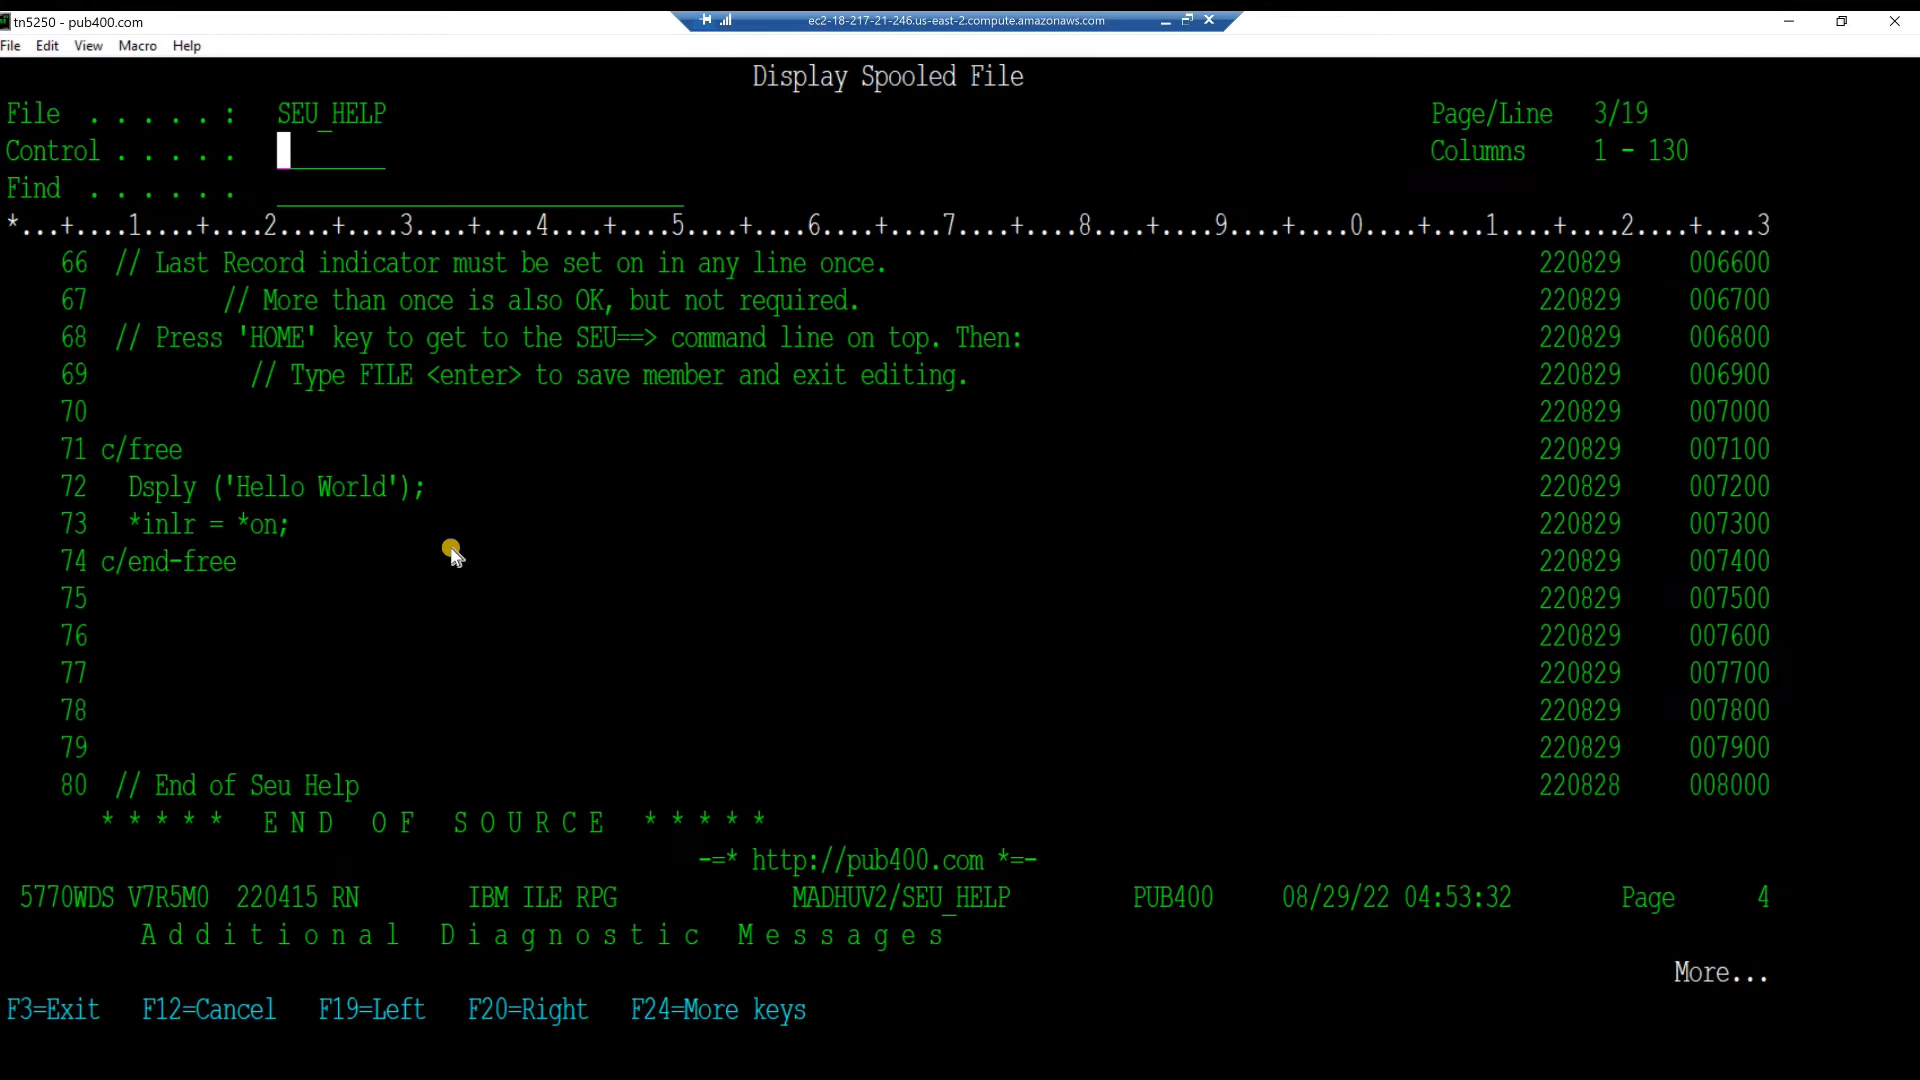 tn5250 - pub400.com
ec2-18-217-21-246.us-east-2.compute.amazonaws.com
File Edit View Macro Help
Display Spooled File
File . . . . . : SEU_HELP Page/Line 3/19
Control . . . . . Columns 1 - 130
Find . . . . . .
*...+....1....+....2....+....3....+....4....+....5....+....6....+....7....+....8....+....9....+....0....+....1....+....2....+....3
66 // Last Record indicator must be set on in any line once. 220829 006600
67 // More than once is also OK, but not required. 220829 006700
68 // Press 'HOME' key to get to the SEU==> command line on top. Then: 220829 006800
69 // Type FILE <enter> to save member and exit editing. 220829 006900
70 220829 007000
71 c/free 220829 007100
72 Dsply ('Hello World'); 220829 007200
73 *inlr = *on; 220829 007300
74 c/end-free 220829 007400
75 220829 007500
76 220829 007600
77 220829 007700
78 220829 007800
79 220829 007900
80 // End of Seu Help 220828 008000
* * * * * E N D O F S O U R C E * * * * *
-=* http://pub400.com *=-
5770WDS V7R5M0 220415 RN IBM ILE RPG MADHUV2/SEU_HELP PUB400 08/29/22 04:53:32 Page 4
A d d i t i o n a l D i a g n o s t i c M e s s a g e s
More...
F3=Exit F12=Cancel F19=Left F20=Right F24=More keys